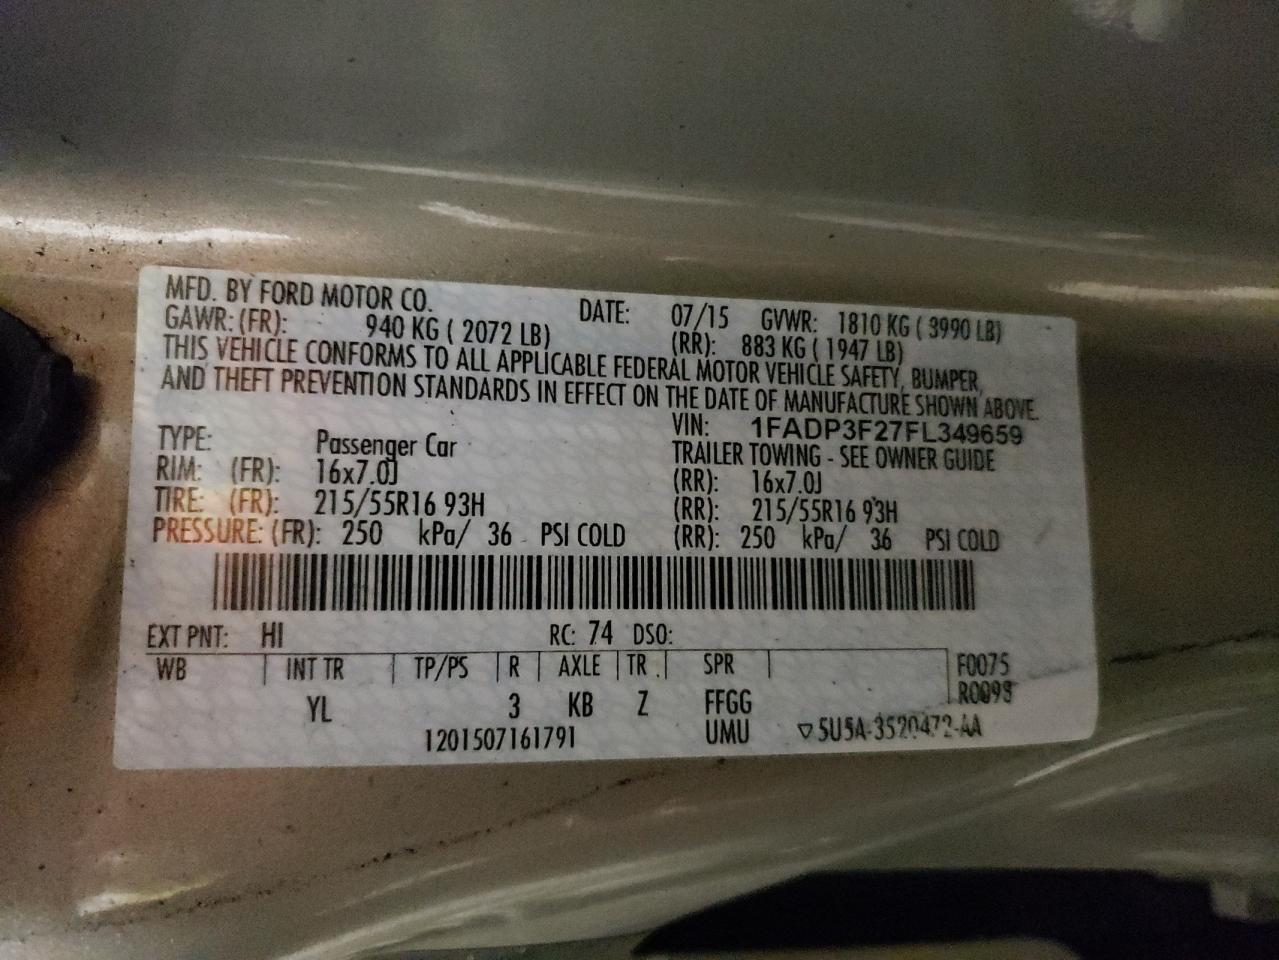 MFD. BY FORD MOTOR CO. DATE: 07/15 GVWR: 1810 KG ( 3990 LB)
GAWR: (FR): 940 KG ( 2072 LB) (RR): 883 KG ( 1947 LB)
THIS VEHICLE CONFORMS TO ALL APPLICABLE FEDERAL MOTOR VEHICLE SAFETY, BUMPER,
AND THEFT PREVENTION STANDARDS IN EFFECT ON THE DATE OF MANUFACTURE SHOWN ABOVE.
VIN: 1FADP3F27FL349659
TYPE: Passenger Car TRAILER TOWING - SEE OWNER GUIDE
RIM: (FR): 16x7.0J (RR): 16x7.0J
TIRE: (FR): 215/55R16 93H (RR): 215/55R16 93H
PRESSURE: (FR): 250 kPa/ 36 PSI COLD (RR): 250 kPa/ 36 PSI COLD
EXT PNT: HI RC: 74 DSO:
WB INT TR TP/PS R AXLE TR SPR F0075
YL 3 KB Z FFGG R0098
1201507161791 UMU ▽5U5A-3520472-AA